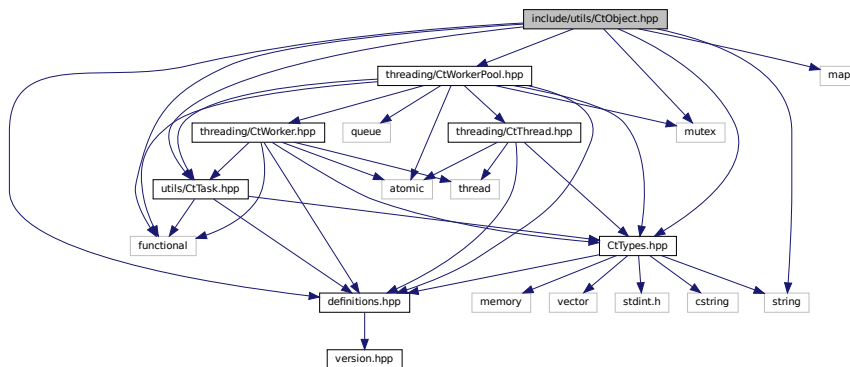 include/utils/CtObject.hpp
threading/CtWorkerPool.hpp
map
threading/CtWorker.hpp
queue
threading/CtThread.hpp
mutex
utils/CtTask.hpp
atomic
thread
functional
CtTypes.hpp
definitions.hpp
memory
vector
stdint.h
cstring
string
version.hpp